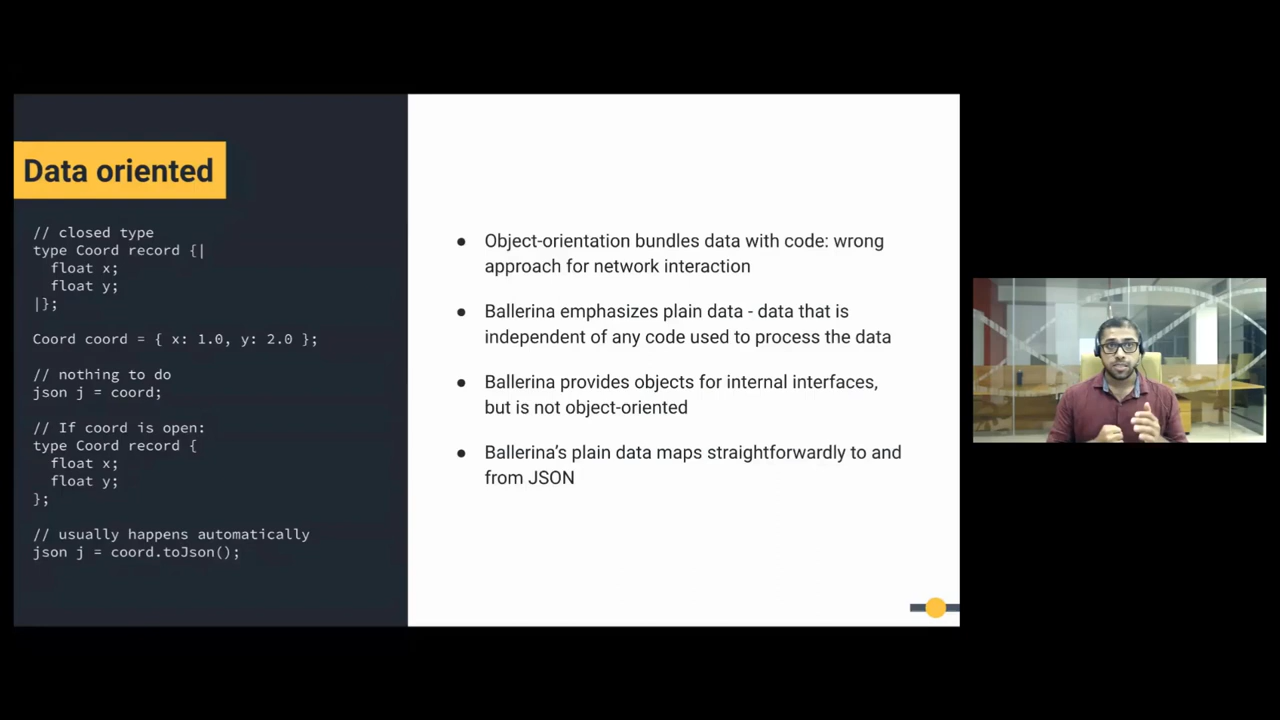 Data oriented
// closed type
type Coord record {|
float x;
float y;
|};
Coord coord = { x: 1.0, y: 2.0 };
// nothing to do
json j = coord;
// If coord is open:
type Coord record {
float x;
float y;
};
// usually happens automatically
json j = coord.toJson();
● Object-orientation bundles data with code: wrong
approach for network interaction
● Ballerina emphasizes plain data - data that is
independent of any code used to process the data
● Ballerina provides objects for internal interfaces,
but is not object-oriented
● Ballerina’s plain data maps straightforwardly to and
from JSON